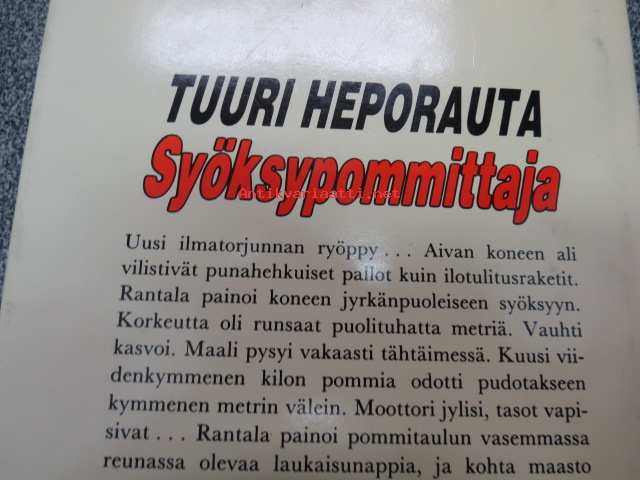 TUURI HEPORAUTA
Syöksypommittaja
Antikvariaatti.net
Uusi ilmatorjunnan ryöppy... Aivan koneen ali
vilistivät punahehkuiset pallot kuin ilotulitusraketit.
Rantala painoi koneen jyrkänpuoleiseen syöksyyn.
Korkeutta oli runsaat puolituhatta metriä. Vauhti
kasvoi. Maali pysyi vakaasti tähtäimessä. Kuusi vii-
denkymmenen kilon pommia odotti pudotakseen
kymmenen metrin välein. Moottori jylisi, tasot vapi-
sivat... Rantala painoi pommitaulun vasemmassa
reunassa olevaa laukaisunappia, ja kohta maasto